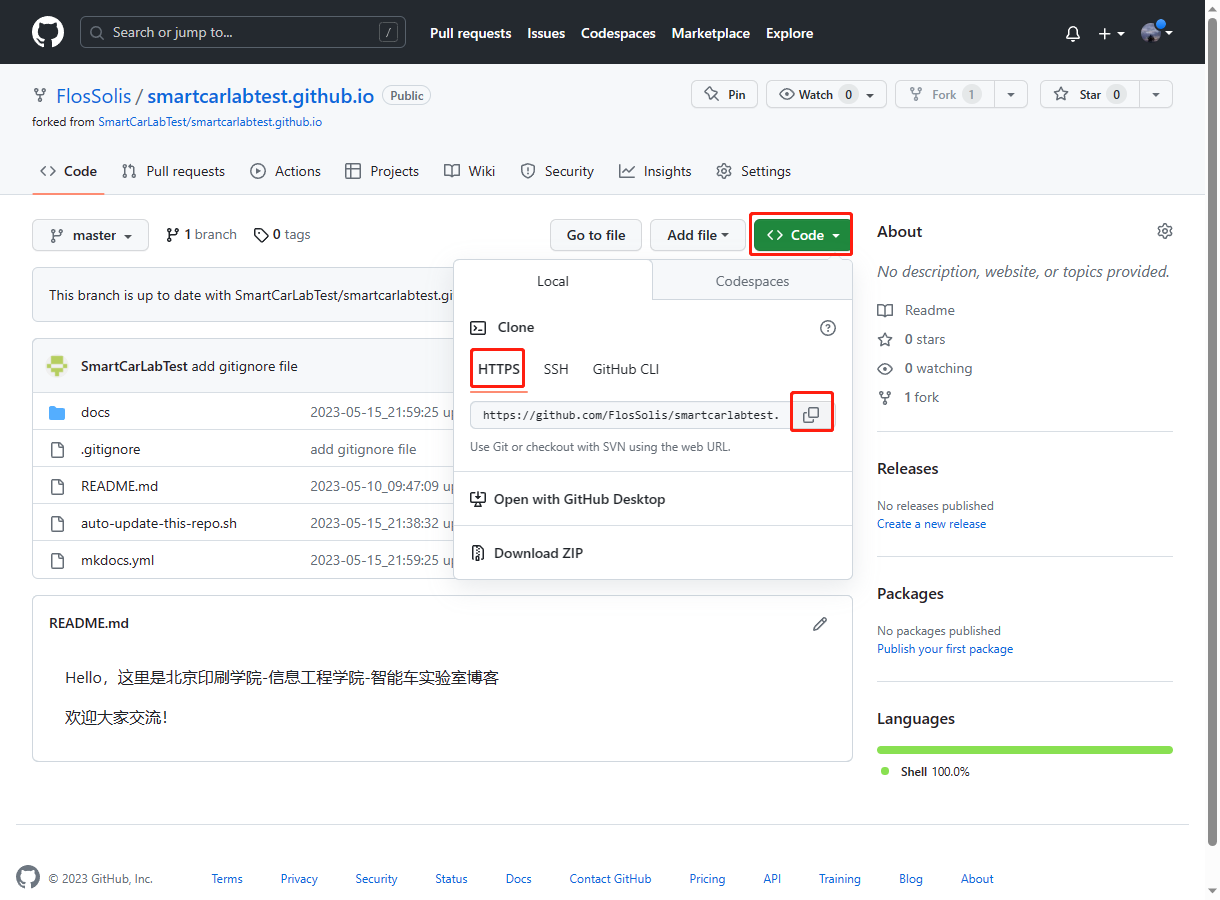 Search or jump to... /
Pull requests Issues Codespaces Marketplace Explore
FlosSolis / smartcarlabtest.github.io Public
forked from SmartCarLabTest/smartcarlabtest.github.io
Pin Watch 0 Fork 1 Star 0
Code Pull requests Actions Projects Wiki Security Insights Settings
master 1 branch 0 tags Go to file Add file Code
This branch is up to date with SmartCarLabTest/smartcarlabtest.gi
SmartCarLabTest add gitignore file
docs 2023-05-15_21:59:25 up
.gitignore add gitignore file
README.md 2023-05-10_09:47:09 up
auto-update-this-repo.sh 2023-05-15_21:38:32 up
mkdocs.yml 2023-05-15_21:59:25 up
Local Codespaces
Clone
HTTPS SSH GitHub CLI
https://github.com/FlosSolis/smartcarlabtest.
Use Git or checkout with SVN using the web URL.
Open with GitHub Desktop
Download ZIP
README.md
Hello，这里是北京印刷学院-信息工程学院-智能车实验室博客
欢迎大家交流！
About
No description, website, or topics provided.
Readme
0 stars
0 watching
1 fork
Releases
No releases published
Create a new release
Packages
No packages published
Publish your first package
Languages
Shell 100.0%
© 2023 GitHub, Inc. Terms Privacy Security Status Docs Contact GitHub Pricing API Training Blog About